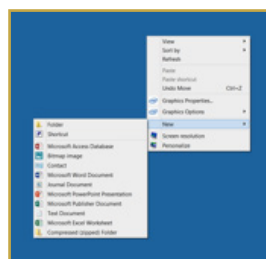 View
Sort by
Refresh
Paste
Paste shortcut
Undo Move Ctrl+Z
Graphics Properties...
Graphics Options
New
Screen resolution
Personalize
Folder
Shortcut
Microsoft Access Database
Bitmap image
Contact
Microsoft Word Document
Journal Document
Microsoft PowerPoint Presentation
Microsoft Publisher Document
Text Document
Microsoft Excel Worksheet
Compressed (zipped) Folder